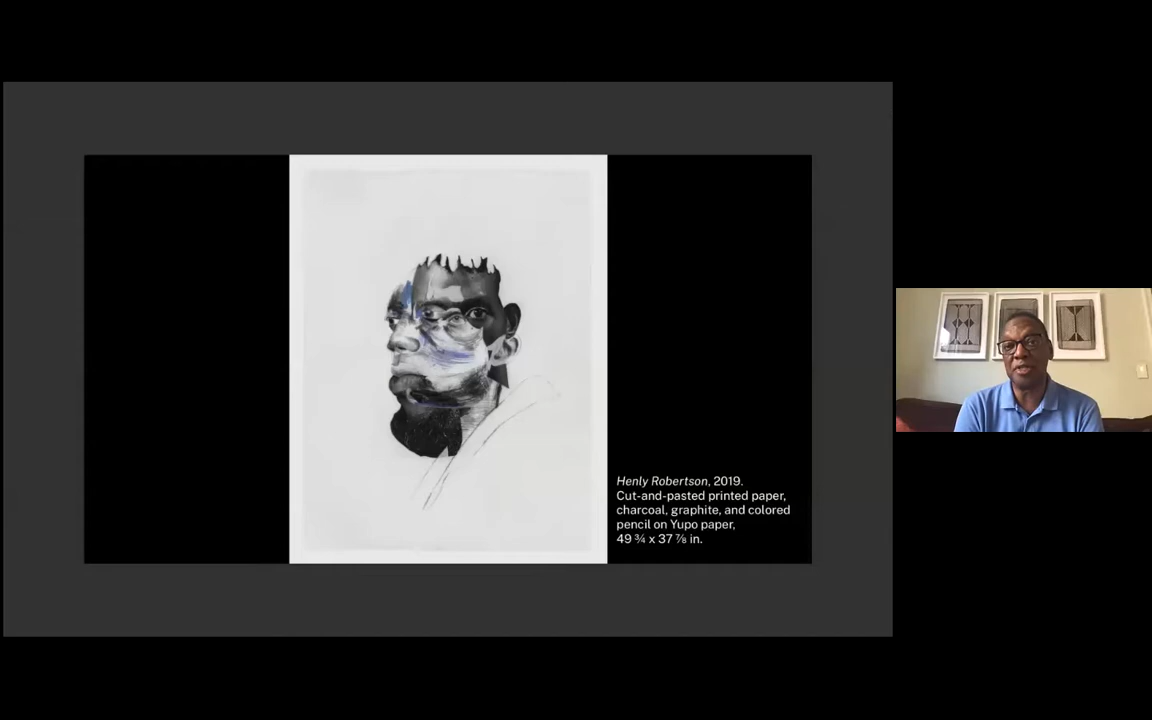 Henly Robertson, 2019.
Cut-and-pasted printed paper,
charcoal, graphite, and colored
pencil on Yupo paper,
49 ¾ x 37 ⅞ in.